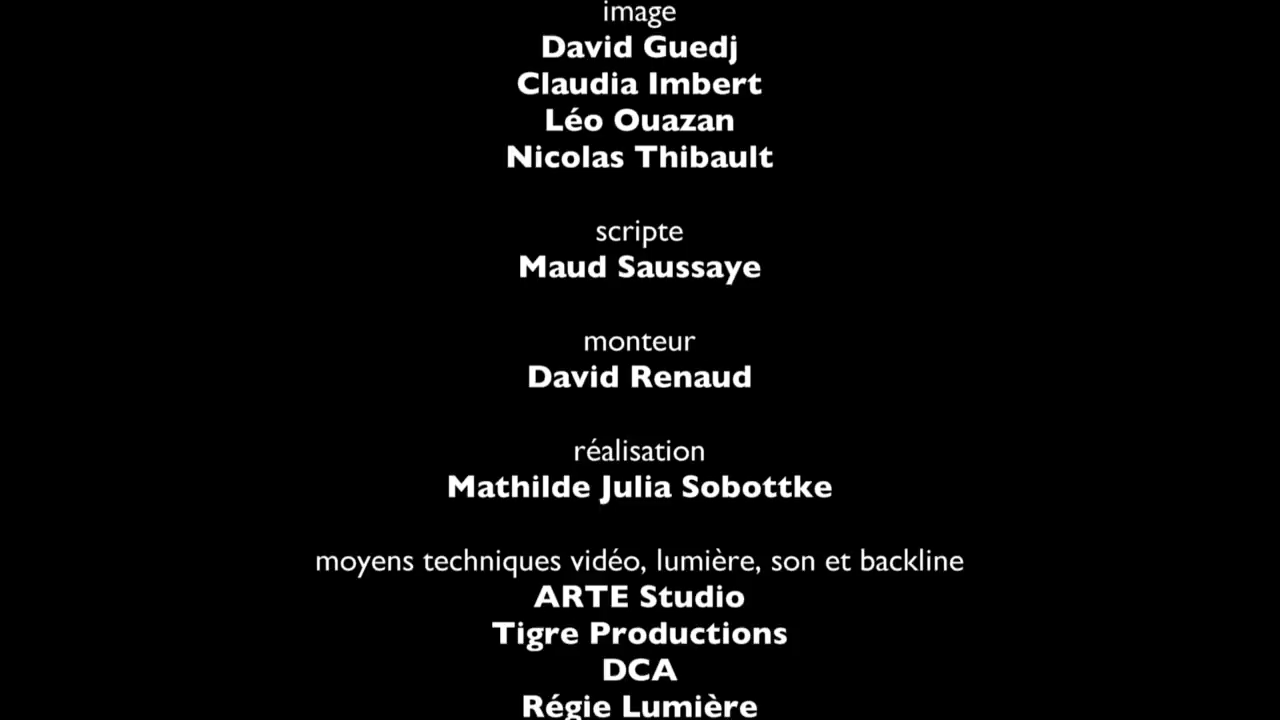 image
David Guedj
Claudia Imbert
Léo Ouazan
Nicolas Thibault
scripte
Maud Saussaye
monteur
David Renaud
réalisation
Mathilde Julia Sobottke
moyens techniques vidéo, lumière, son et backline
ARTE Studio
Tigre Productions
DCA
Régie Lumière